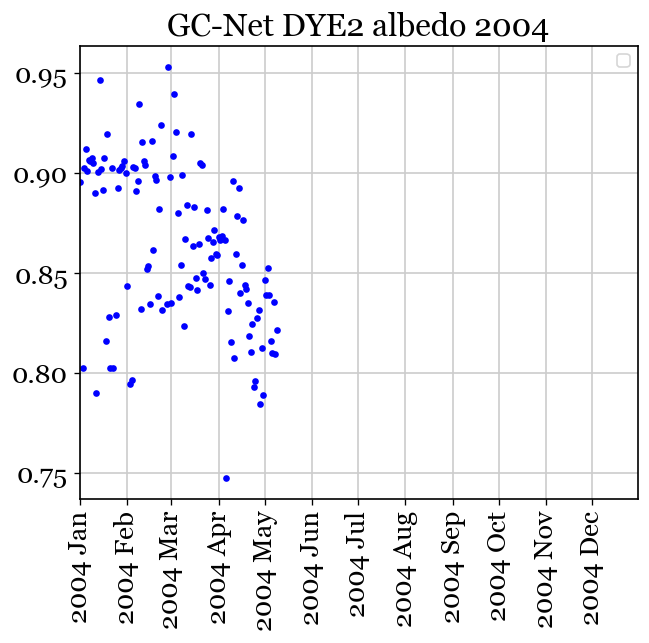 GC-Net DYE2 albedo 2004
0.95
0.90
0.85
0.80
0.75
2004 Jan
2004 Feb
2004 Mar
2004 Apr
2004 May
2004 Jun
2004 Jul
2004 Aug
2004 Sep
2004 Oct
2004 Nov
2004 Dec